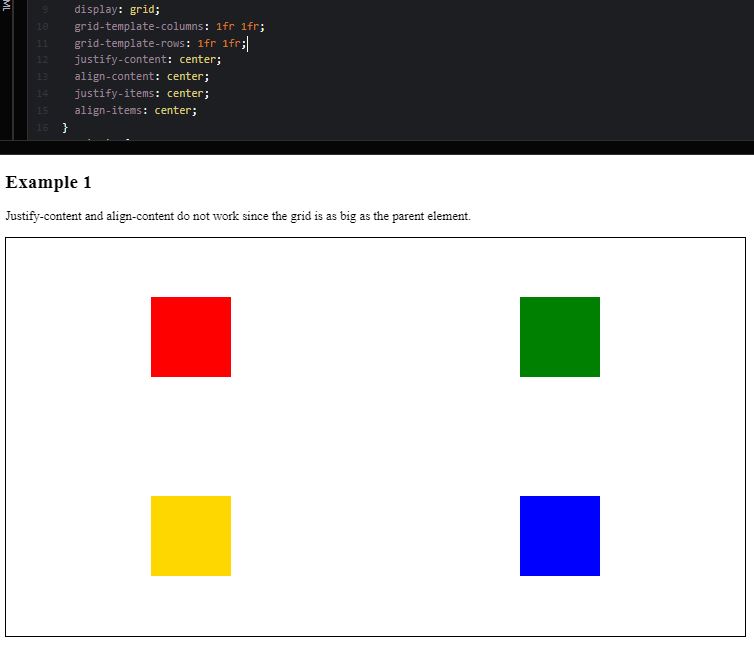 ML
9 display: grid;
10 grid-template-columns: 1fr 1fr;
11 grid-template-rows: 1fr 1fr;
12 justify-content: center;
13 align-content: center;
14 justify-items: center;
15 align-items: center;
16 }
Example 1
Justify-content and align-content do not work since the grid is as big as the parent element.